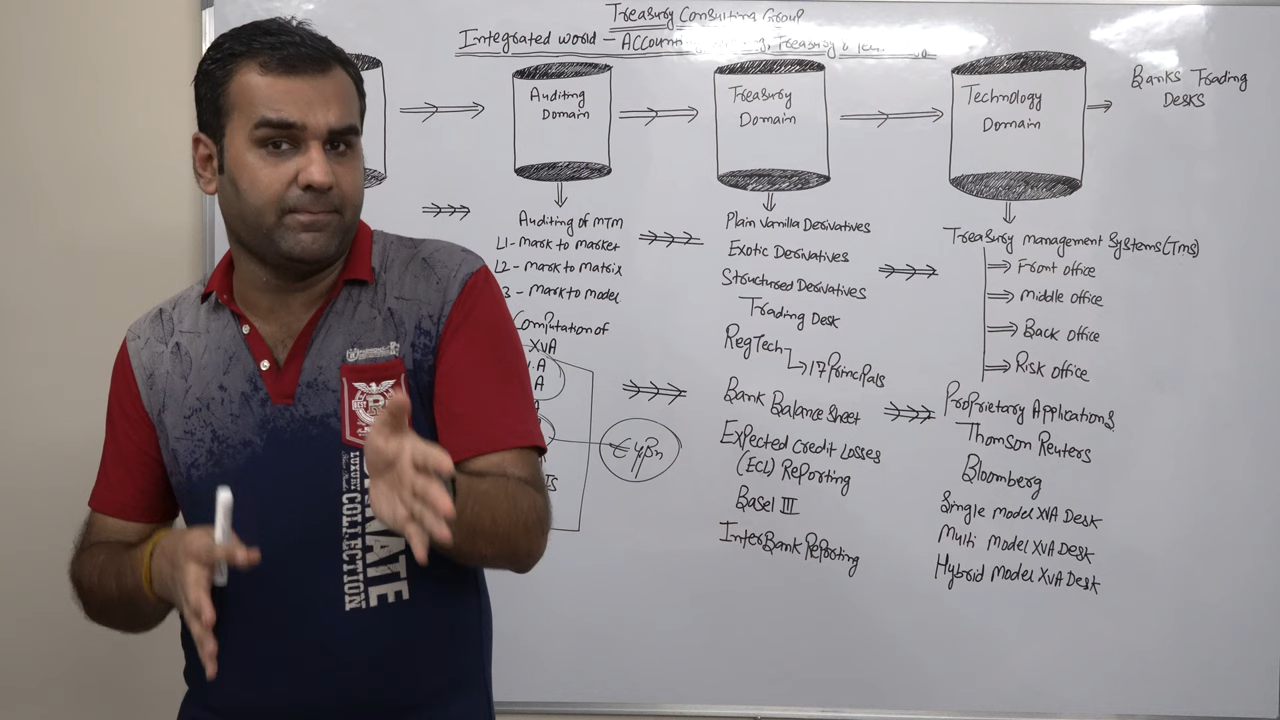 Treasury Consulting Group
Integrated world - Treasury &
Auditing
Domain
Treasury
Domain
Technology
Domain
Banks Trading
Desks
Auditing of MTM
L1 - Mark to market
L2 - Mark to Matrix
3 - Mark to Model
Computation of
XVA
A
A
Plain Vanilla Derivatives
Exotic Derivatives
Structured Derivatives
Trading Desk
RegTech
17 Principals
Bank Balance Sheet
Expected Credit Losses
(ECL) Reporting
Basel III
InterBank Reporting
Treasury Management Systems (Tms)
Front office
Middle office
Back office
Risk office
Proprietary Applications
Thomson Reuters
Bloomberg
Single Model XVA Desk
Multi Model XVA Desk
Hybrid Model XVA Desk
LUXURY
COLLECTION